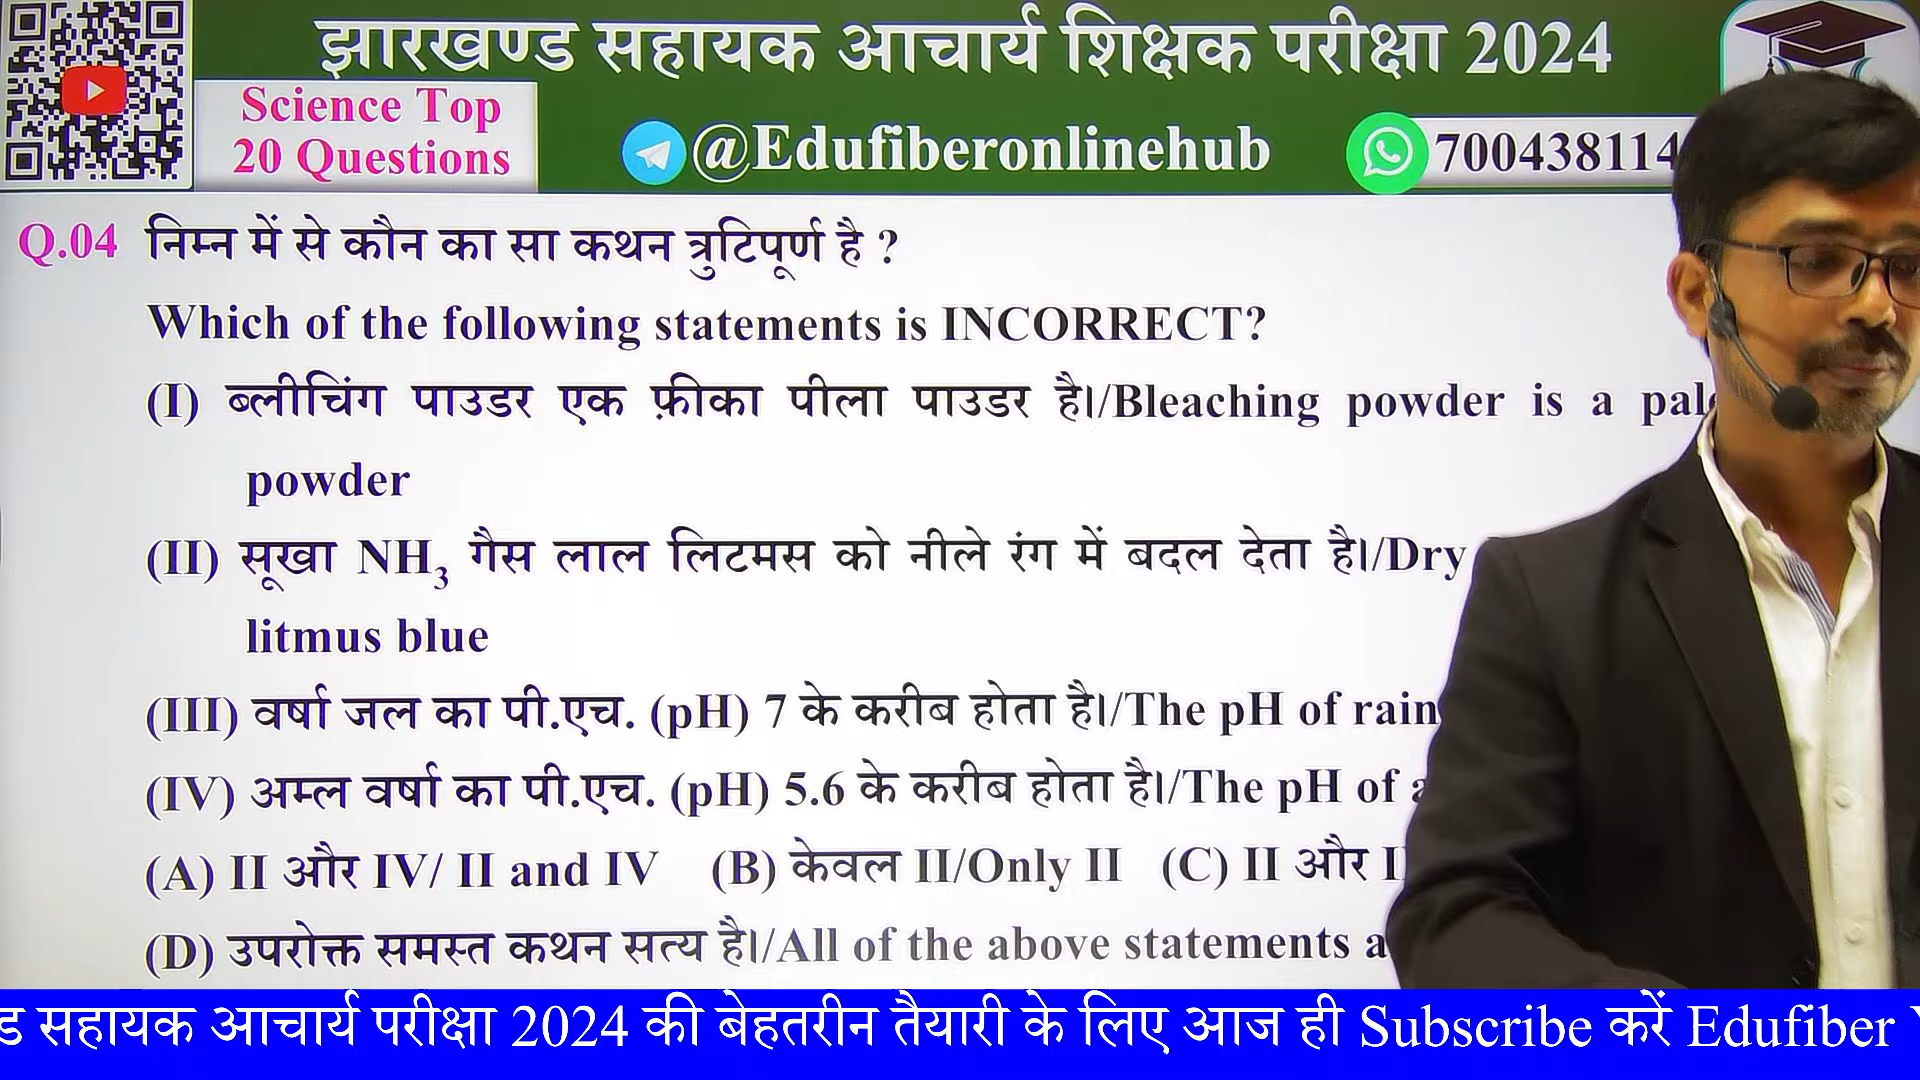 झारखण्ड सहायक आचार्य शिक्षक परीक्षा 2024
Science Top
20 Questions
@Edufiberonlinehub
700438114
Q.04 निम्न में से कौन का सा कथन त्रुटिपूर्ण है ?
Which of the following statements is INCORRECT?
(I) ब्लीचिंग पाउडर एक फ़ीका पीला पाउडर है।/Bleaching powder is a
powder
(II) सूखा NH₃ गैस लाल लिटमस को नीले रंग में बदल देता है।/Dry
litmus blue
(III) वर्षा जल का पी.एच. (pH) 7 के करीब होता है।/The pH of rain
(IV) अम्ल वर्षा का पी.एच. (pH) 5.6 के करीब होता है।/The pH of
(A) II और IV/ II and IV (B) केवल II/Only II (C) II और
(D) उपरोक्त समस्त कथन सत्य है।/All of the above statements
सहायक आचार्य परीक्षा 2024 की बेहतरीन तैयारी के लिए आज ही Subscribe करें Edufiber